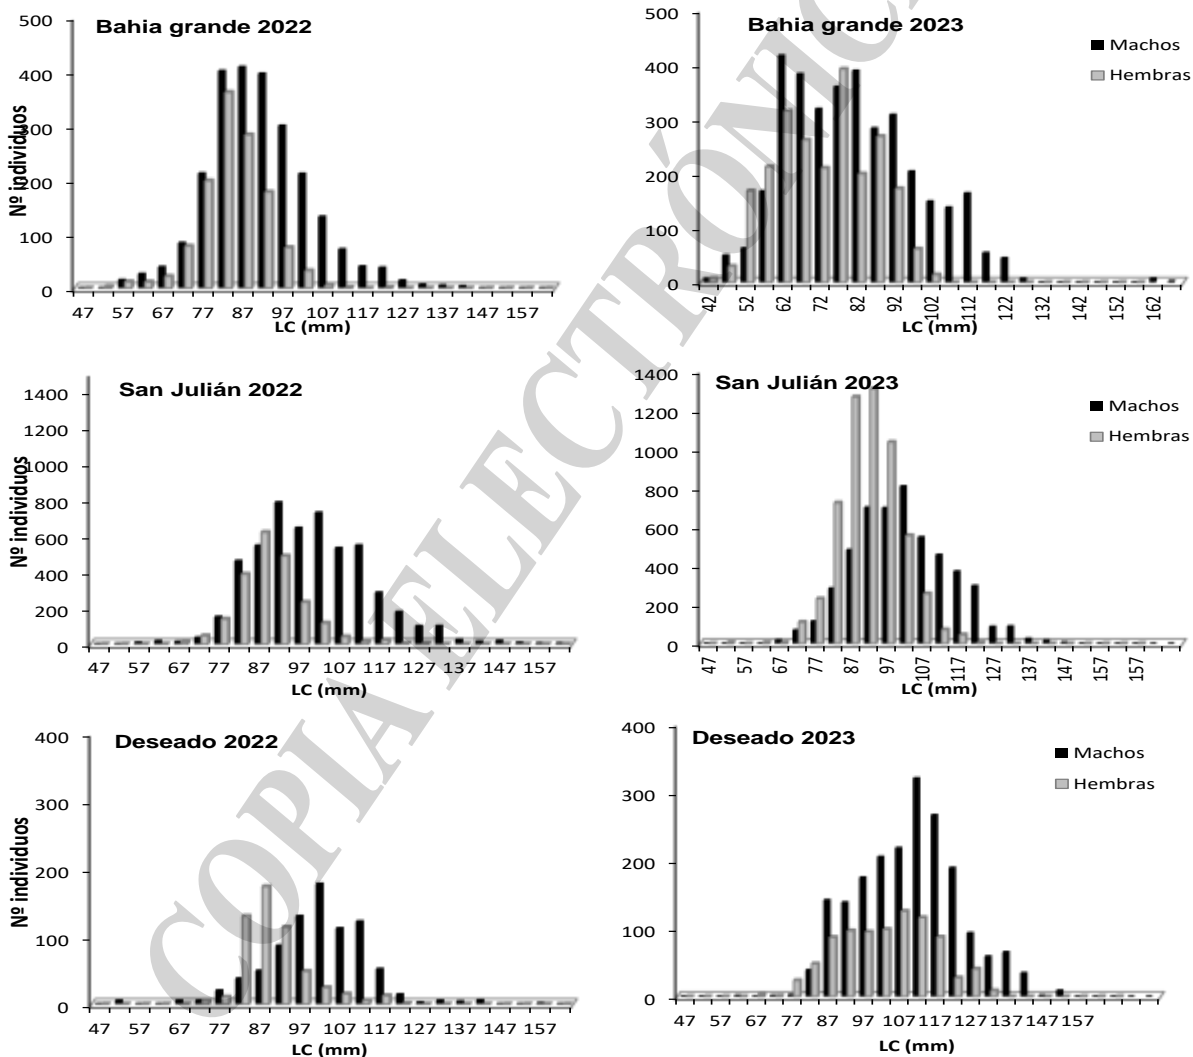 Bahia grande 2022
Nº individuos
500
400
300
200
100
0
47 57 67 77 87 97 107 117 127 137 147 157
LC (mm)
Bahia grande 2023
Machos
Hembras
500
400
300
200
100
0
42 52 62 72 82 92 102 112 122 132 142 152 162
LC (mm)
San Julián 2022
Nº individuos
1400
1200
1000
800
600
400
200
0
47 57 67 77 87 97 107 117 127 137 147 157
LC (mm)
San Julián 2023
Machos
Hembras
1400
1200
1000
800
600
400
200
0
47 57 67 77 87 97 107 117 127 137 147 157 157
LC (mm)
Deseado 2022
Nº individuos
400
300
200
100
0
47 57 67 77 87 97 107 117 127 137 147 157
LC (mm)
Deseado 2023
Machos
Hembras
400
300
200
100
0
47 57 67 77 87 97 107 117 127 137 147 157
LC (mm)
COPIA ELECTRÓNIC